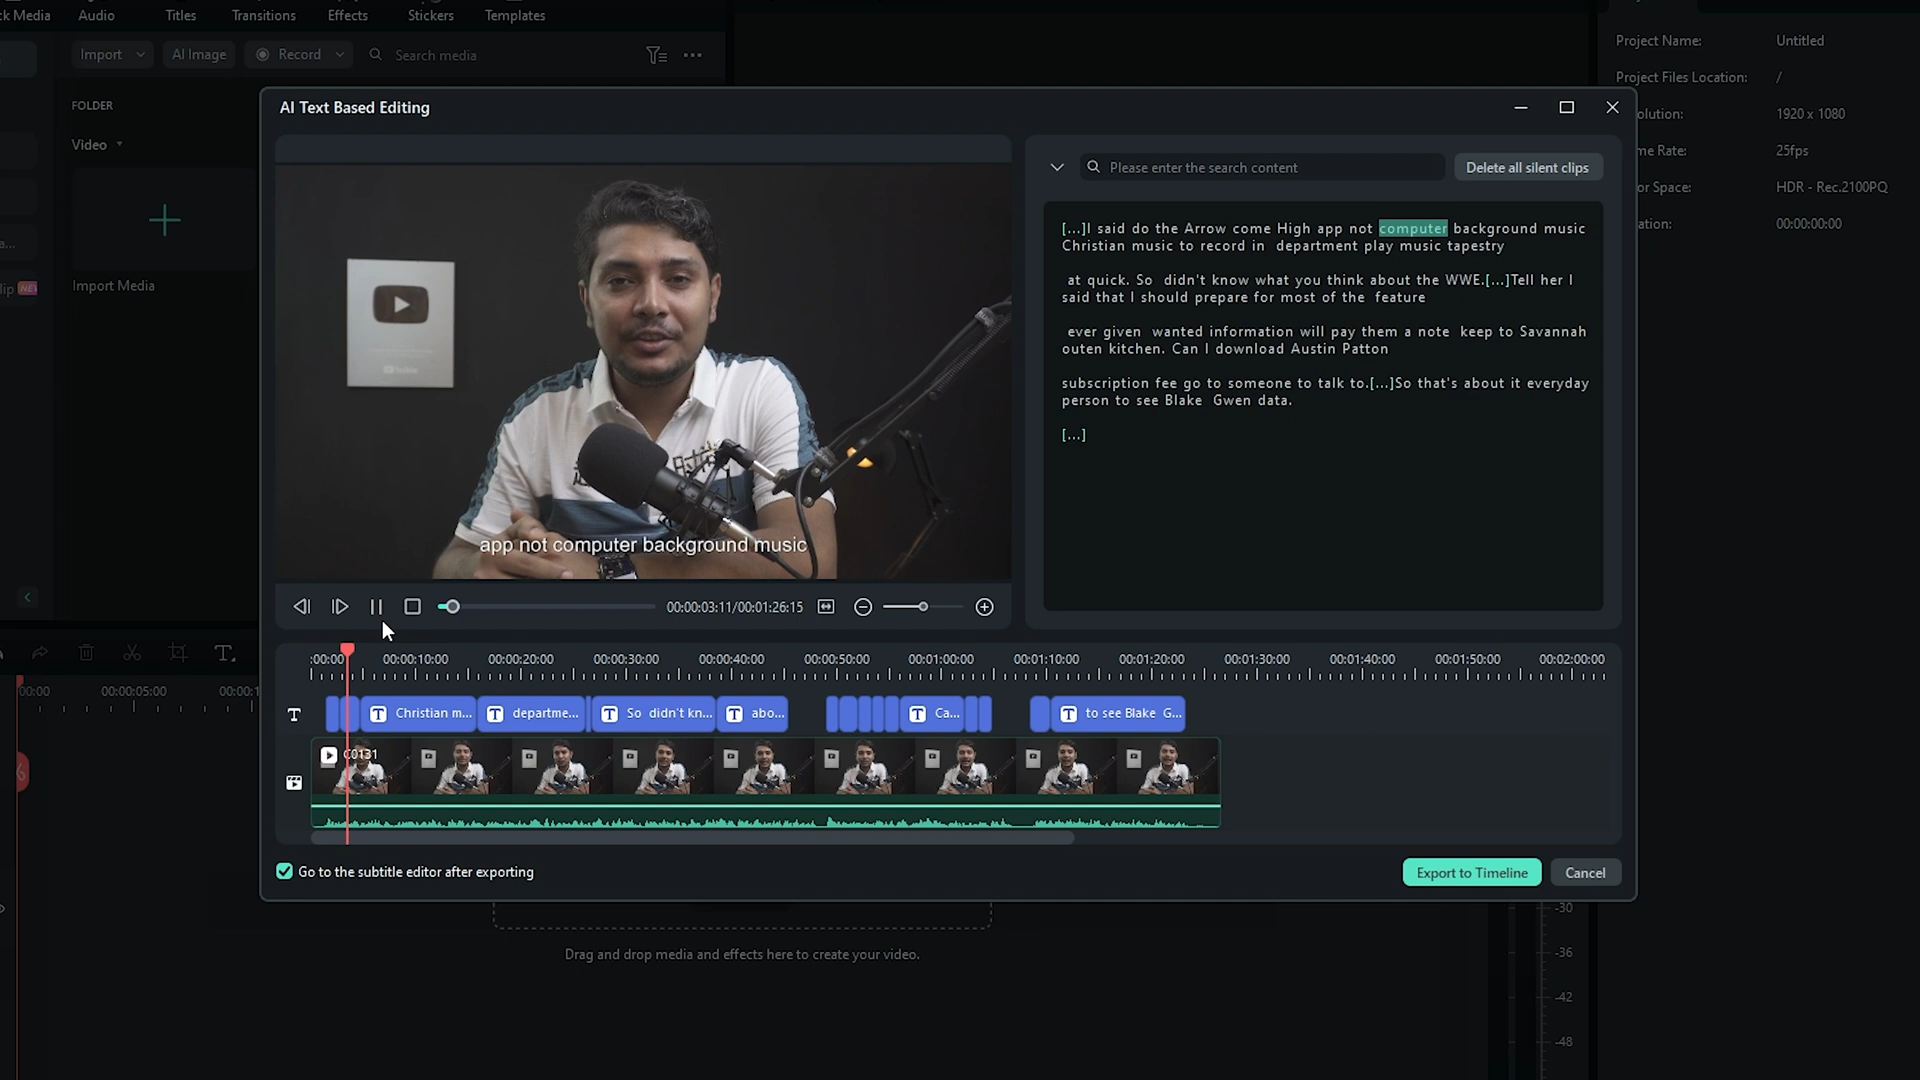 Media
Audio
Titles
Transitions
Effects
Stickers
Templates
Import
AI Image
Record
Search media
FOLDER
Video
Import Media
NEW
Project Name: Untitled
Project Files Location: /
olution: 1920 x 1080
me Rate: 25fps
or Space: HDR - Rec.2100PQ
ation: 00:00:00:00
AI Text Based Editing
Please enter the search content
Delete all silent clips
[...]I said do the Arrow come High app not computer background music
Christian music to record in department play music tapestry
at quick. So didn't know what you think about the WWE.[...]Tell her I
said that I should prepare for most of the feature
ever given wanted information will pay them a note keep to Savannah
outen kitchen. Can I download Austin Patton
subscription fee go to someone to talk to.[...]So that's about it everyday
person to see Blake Gwen data.
[...]
YouTube
app not computer background music
00:00:03:11/00:01:26:15
:00:00 00:00:10:00 00:00:20:00 00:00:30:00 00:00:40:00 00:00:50:00 00:01:00:00 00:01:10:00 00:01:20:00 00:01:30:00 00:01:40:00 00:01:50:00 00:02:00:00
T T Christian m... T departme... T So didn't kn... T abo... T Ca... T to see Blake G...
C0131
Go to the subtitle editor after exporting
Export to Timeline
Cancel
00:00 00:00:05:00 00:00:1
Drag and drop media and effects here to create your video.
-30
-36
-42
-48